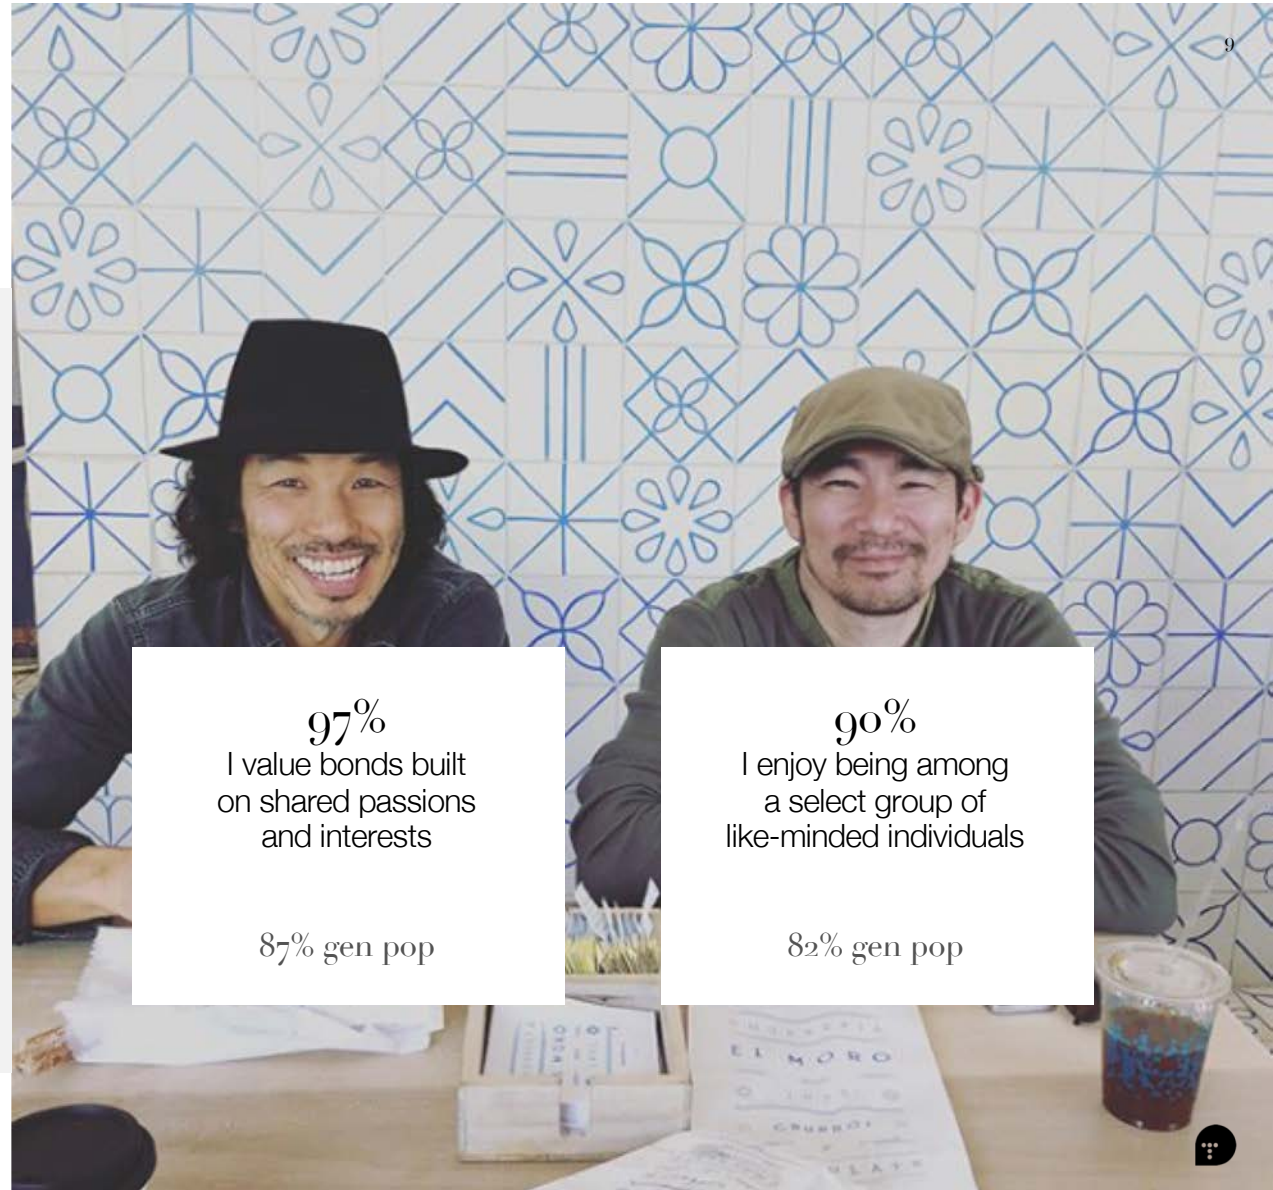 9
97%
I value bonds built
on shared passions
and interests
87% gen pop
90%
I enjoy being among
a select group of
like-minded individuals
82% gen pop
El MORO